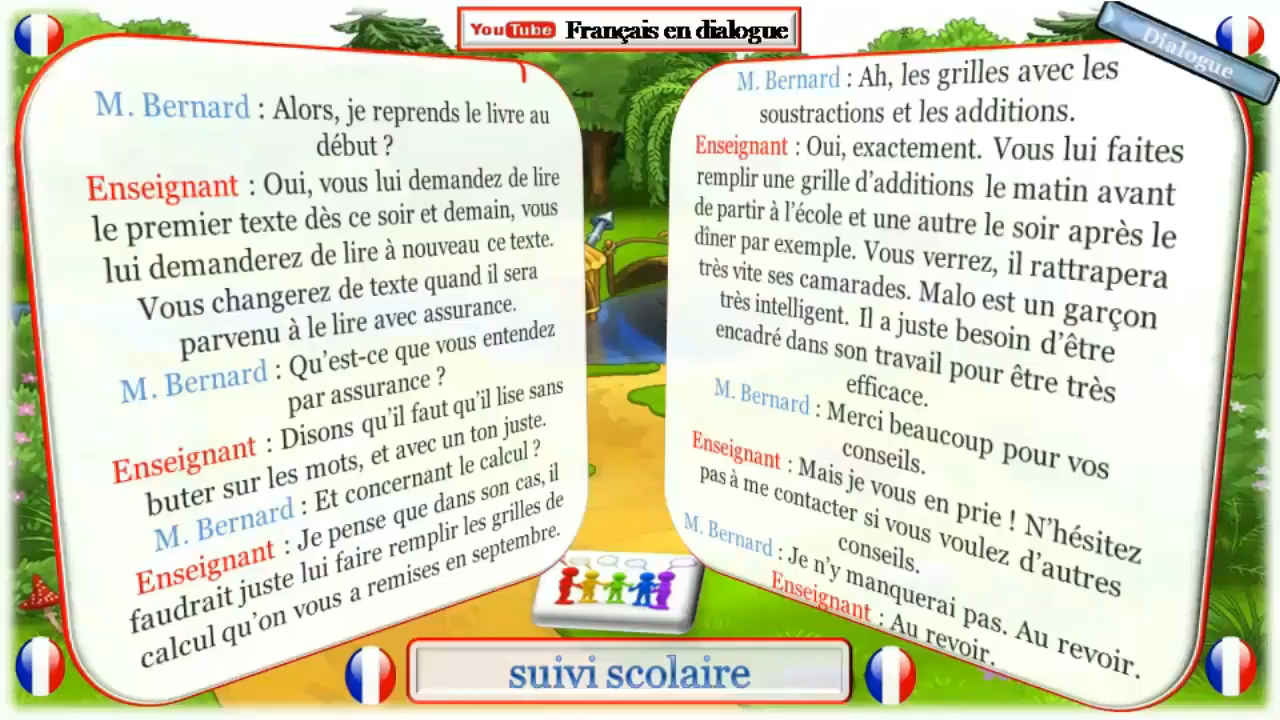 YouTube Français en dialogue
Dialogue
M. Bernard : Alors, je reprends le livre au
début ?
Enseignant : Oui, vous lui demandez de lire
le premier texte dès ce soir et demain, vous
lui demanderez de lire à nouveau ce texte.
Vous changerez de texte quand il sera
parvenu à le lire avec assurance.
M. Bernard : Qu'est-ce que vous entendez
par assurance ?
Enseignant : Disons qu'il faut qu'il lise sans
buter sur les mots, et avec un ton juste.
M. Bernard : Et concernant le calcul ?
Enseignant : Je pense que dans son cas, il
faudrait juste lui faire remplir les grilles de
calcul qu'on vous a remises en septembre.
M. Bernard : Ah, les grilles avec les
soustractions et les additions.
Enseignant : Oui, exactement. Vous lui faites
remplir une grille d'additions le matin avant
de partir à l'école et une autre le soir après le
dîner par exemple. Vous verrez, il rattrapera
très vite ses camarades. Malo est un garçon
très intelligent. Il a juste besoin d'être
encadré dans son travail pour être très
efficace.
M. Bernard : Merci beaucoup pour vos
conseils.
Enseignant : Mais je vous en prie ! N'hésitez
pas à me contacter si vous voulez d'autres
conseils.
M. Bernard : Je n'y manquerai pas. Au revoir.
Enseignant : Au revoir.
suivi scolaire